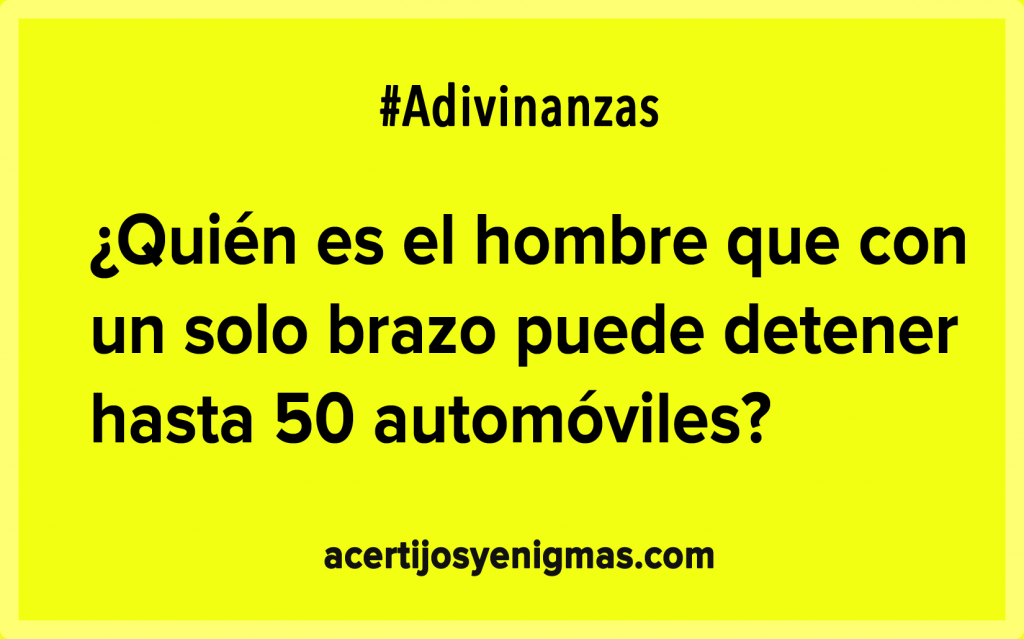 #Adivinanzas
¿Quién es el hombre que con
un solo brazo puede detener
hasta 50 automóviles?
acertijosyenigmas.com